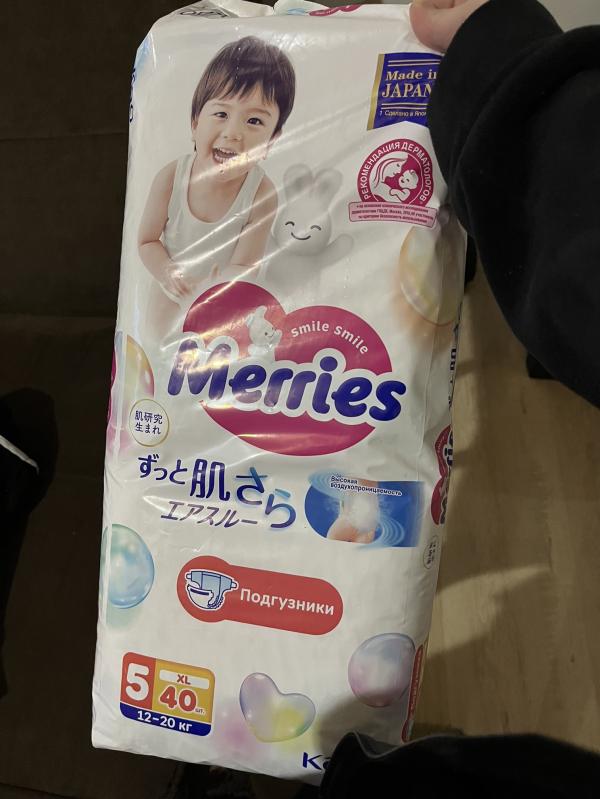 Made in
JAPAN
Сделано в
РЕКОМЕНДАЦИЯ ДЕРМАТОЛОГОВ
smile smile
Merries
肌研究
生まれ
ずっと肌さら
エアスルー
Высокая
воздухопроницаемость
Подгузники
5
XL
40 шт.
12-20 кг